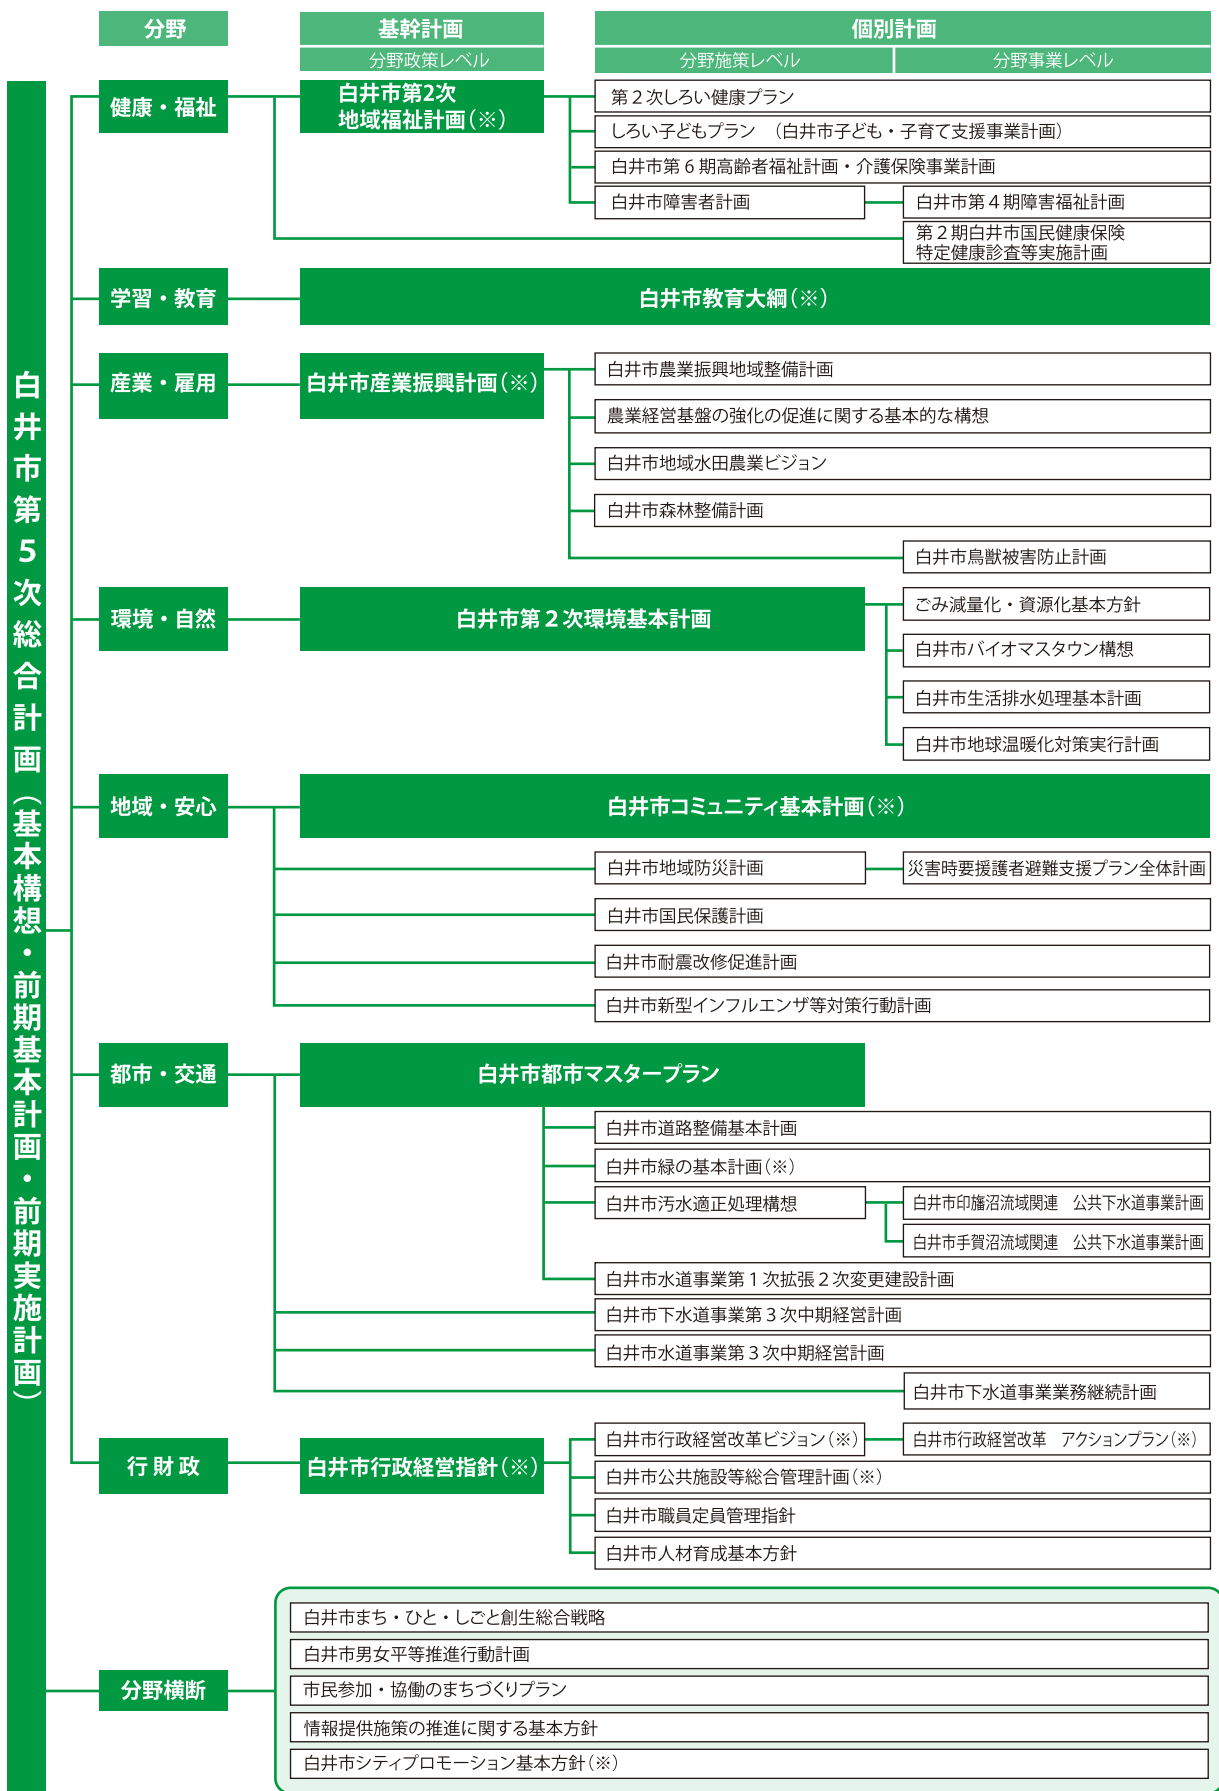 分野
基幹計画
個別計画
分野政策レベル
分野施策レベル
分野事業レベル
白井市第5次総合計画（基本構想・前期基本計画・前期実施計画）
健康・福祉
白井市第2次
地域福祉計画（※）
第２次しろい健康プラン
しろい子どもプラン　（白井市子ども・子育て支援事業計画）
白井市第６期高齢者福祉計画・介護保険事業計画
白井市障害者計画
白井市第４期障害福祉計画
第２期白井市国民健康保険
特定健康診査等実施計画
学習・教育
白井市教育大綱（※）
産業・雇用
白井市産業振興計画（※）
白井市農業振興地域整備計画
農業経営基盤の強化の促進に関する基本的な構想
白井市地域水田農業ビジョン
白井市森林整備計画
白井市鳥獣被害防止計画
環境・自然
白井市第２次環境基本計画
ごみ減量化・資源化基本方針
白井市バイオマスタウン構想
白井市生活排水処理基本計画
白井市地球温暖化対策実行計画
地域・安心
白井市コミュニティ基本計画（※）
白井市地域防災計画
災害時要援護者避難支援プラン全体計画
白井市国民保護計画
白井市耐震改修促進計画
白井市新型インフルエンザ等対策行動計画
都市・交通
白井市都市マスタープラン
白井市道路整備基本計画
白井市緑の基本計画（※）
白井市汚水適正処理構想
白井市印旛沼流域関連　公共下水道事業計画
白井市手賀沼流域関連　公共下水道事業計画
白井市水道事業第１次拡張２次変更建設計画
白井市下水道事業第３次中期経営計画
白井市水道事業第３次中期経営計画
白井市下水道事業業務継続計画
行財政
白井市行政経営指針（※）
白井市行政経営改革ビジョン（※）
白井市行政経営改革　アクションプラン（※）
白井市公共施設等総合管理計画（※）
白井市職員定員管理指針
白井市人材育成基本方針
分野横断
白井市まち・ひと・しごと創生総合戦略
白井市男女平等推進行動計画
市民参加・協働のまちづくりプラン
情報提供施策の推進に関する基本方針
白井市シティプロモーション基本方針（※）